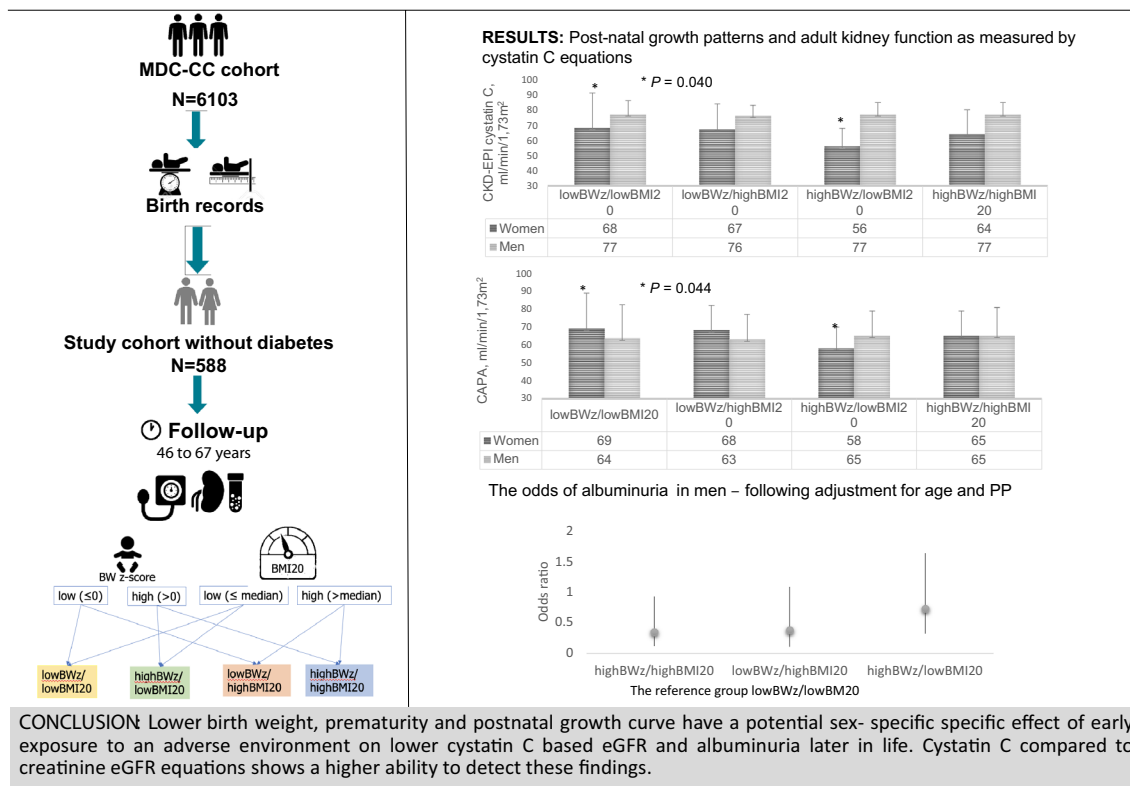 MDC-CC cohort
N=6103
Birth records
Study cohort without diabetes
N=588
Follow-up
46 to 67 years
BW z-score
BMI20
low (≤0)
high (>0)
low (≤ median)
high (>median)
lowBWz/
lowBMI20
highBWz/
lowBMI20
lowBWz/
highBMI20
highBWz/
highBMI20
RESULTS: Post-natal growth patterns and adult kidney function as measured by
cystatin C equations
CKD-EPI cystatin C,
ml/min/1,73m²
100
90
80
70
60
50
40
30
* P = 0.040
*
*
lowBWz/lowBMI2
0
lowBWz/highBMI2
0
highBWz/lowBMI2
0
highBWz/highBMI
20
Women 68 67 56 64
Men 77 76 77 77
CAPA, ml/min/1,73m²
100
90
80
70
60
50
40
30
* P = 0.044
*
*
lowBWz/lowBMI20
lowBWz/highBMI2
0
highBWz/lowBMI2
0
highBWz/highBMI
20
Women 69 68 58 65
Men 64 63 65 65
The odds of albuminuria in men – following adjustment for age and PP
Odds ratio
2
1.5
1
0.5
0
highBWz/highBMI20
lowBWz/highBMI20
highBWz/lowBMI20
The reference group lowBWz/lowBM20
CONCLUSION: Lower birth weight, prematurity and postnatal growth curve have a potential sex- specific specific effect of early
exposure to an adverse environment on lower cystatin C based eGFR and albuminuria later in life. Cystatin C compared to
creatinine eGFR equations shows a higher ability to detect these findings.